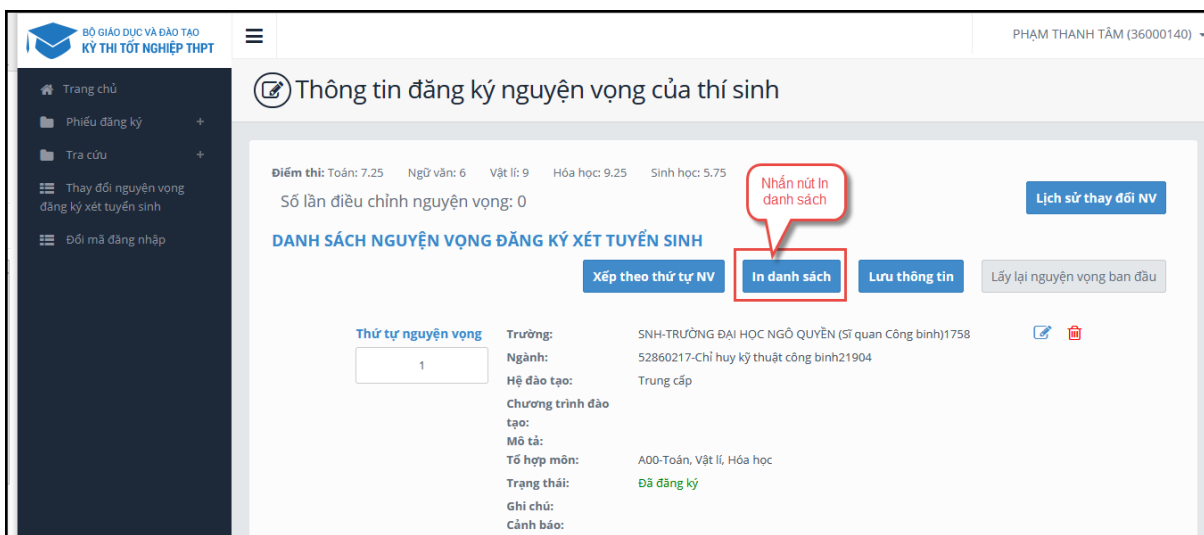 BỘ GIÁO DỤC VÀ ĐÀO TẠO
KỲ THI TỐT NGHIỆP THPT
PHẠM THANH TÂM (36000140)
Trang chủ
Phiếu đăng ký +
Tra cứu +
Thay đổi nguyện vọng
đăng ký xét tuyển sinh
Đổi mã đăng nhập
Thông tin đăng ký nguyện vọng của thí sinh
Điểm thi: Toán: 7.25 Ngữ văn: 6 Vật lí: 9 Hóa học: 9.25 Sinh học: 5.75
Nhấn nút In
danh sách
Số lần điều chỉnh nguyện vọng: 0
Lịch sử thay đổi NV
DANH SÁCH NGUYỆN VỌNG ĐĂNG KÝ XÉT TUYỂN SINH
Xếp theo thứ tự NV In danh sách Lưu thông tin Lấy lại nguyện vọng ban đầu
Thứ tự nguyện vọng
1
Trường: SNH-TRƯỜNG ĐẠI HỌC NGÔ QUYỀN (Sĩ quan Công binh)1758
Ngành: 52860217-Chỉ huy kỹ thuật công binh21904
Hệ đào tạo: Trung cấp
Chương trình đào
tạo:
Mô tả:
Tổ hợp môn: A00-Toán, Vật lí, Hóa học
Trạng thái: Đã đăng ký
Ghi chú:
Cảnh báo: